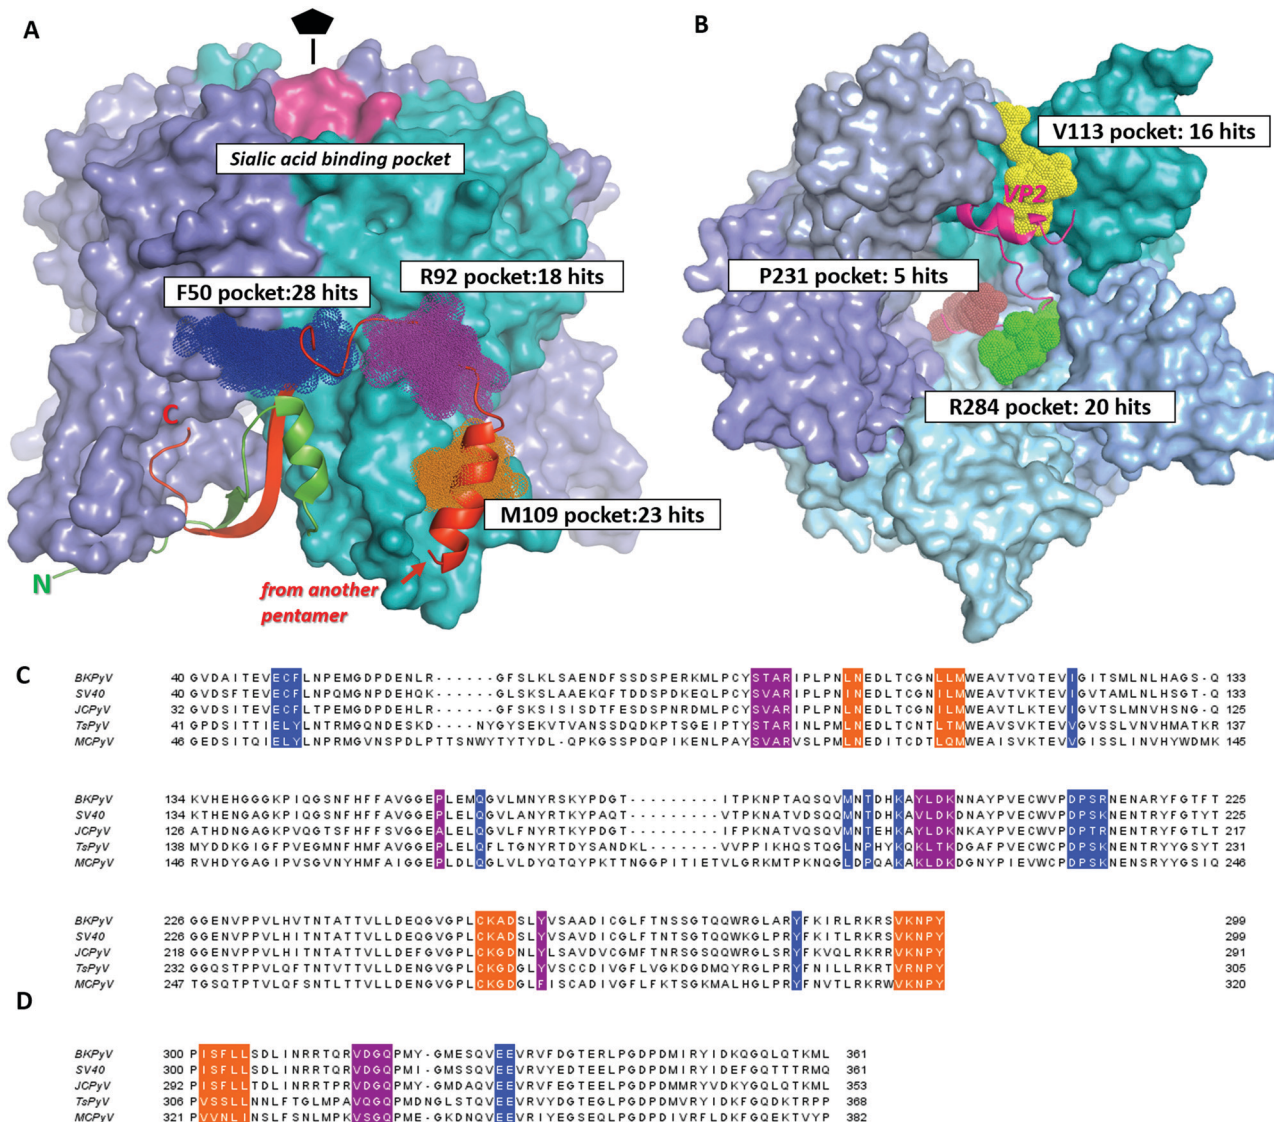 A
B
Sialic acid binding pocket
V113 pocket: 16 hits
VP2
R92 pocket:18 hits
F50 pocket:28 hits
P231 pocket: 5 hits
R284 pocket: 20 hits
C
M109 pocket:23 hits
from another
pentamer
N
C
BKPyV 40 GVDAITEVECFLNPEMGDPDENLR------GFSLKLSAENDFSSDSPERKMLPCYSTARIPLPNLNEDLTCGNLLMWEAVTVQTEVIGITSMLNLHAGS-Q 133
SV40 40 GVDSFTEVECFLNPQMGNPDEHQK------GLSKSLAAEKQFTDDSPDKEQLPCYSVARIPLPNINEDLTCGNILMWEAVTVKTEVIGVTAMLNLHSGT-Q 133
JCPyV 32 GVDSITEVECFLTPEMGDPDEHLR------GFSKSISISDTFESDSPNRDMLPCYSVARIPLPNLNEDLTCGNILMWEAVTLKTEVIGVTSLMNVHSNG-Q 125
TsPyV 41 GPDSITTIELYLNTRMGQNDESKD----NYGYSEKVTVANSSDQDKPTSGEIPTYSTARINLPMLNEDLTCNTLTMWEAVSVKTEVVGVSSLVNVHMATKR 137
MCPyV 46 GEDSITQIELYLNPRMGVNSPDLPTTSNWYTYTYDL-QPKGSSPDQPIKENLPAYSVARVSLPMLNEDITCDTLQMWEAISVKTEVVGISSLINVHYWDMK 145
BKPyV 134 KVHEHGGGKPIQGSNFHFFAVGGEPLEMQGVLMNYRSKYPDGT----------ITPKNPTAQSQVMNTDHKAYLDKNNAYPVECWVPDPSRNENARYFGTFT 225
SV40 134 KTHENGAGKPIQGSNFHFFAVGGEPLELQGVLANYRTKYPAQT----------VTPKNATVDSQQMNTDHKAVLDKDNAYPVECWVPDPSKNENTRYFGTYT 225
JCPyV 126 ATHDNGAGKPVQGTSFHFFSVGGEALELQGVLFNYRTKYPDGT----------IFPKNATVQSQVMNTEHKAYLDKNKAYPVECWVPDPTRNENTRYFGTLT 217
TsPyV 138 MYDDKGIGFPVEGMNFHMFAVGGEPLELQFLTGNYRTDYSANDKL--------VVPPIKHQSTQGLNPHYKQKLTKDGAFPVECWCPDPSKNENTRYYGSYT 231
MCPyV 146 RVHDYGAGIPVSGVNYHMFAIGGEPLDLQGLVLDYQTQYPKTTNGGPITIETVLGRKMTPKNQGLDPQAKAKLDKDGNYPIEVWCPDPSKNENSRYYGSIQ 246
BKPyV 226 GGENVPPVLHVTNTATTVLLDEQGVGPLCKADSLYVSAADICGLFTNSSGTQQWRGLARYFKIRLRKRSVKNPY 299
SV40 226 GGENVPPVLHITNTATTVLLDEQGVGPLCKADSLYVSAVDICGLFTNTSGTQQWKGLPRYFKITLRKRSVKNPY 299
JCPyV 218 GGENVPPVLHITNTATTVLLDEFGVGPLCKGDNLYLSAVDVCGMFTNRSGSQQWRGLSRYFKVQLRKRRVKNPY 291
TsPyV 232 GGQSTPPVLQFTNTVTTVLLDENGVGPLCKGDGLYVSCCDIVGFLVGKDGDMQYRGLPRYFNILLRKRTVRNPY 305
MCPyV 247 TGSQTPTVLQFSNTLTTVLLDENGVGPLCKGDGLFISCADIVGFLFKTSGKMALHGLPRYFNVTLRKRWVKNPY 320
D
BKPyV 300 PISFLLSDLINRRTQRVDGQPMY-GMESQVEEVRVFDGTERLPGDPDMIRYIDKQGQLQTKML 361
SV40 300 PISFLLSDLINRRTQRVDGQPMI-GMSSQVEEVRVYEDTEELPGDPDMIRYIDEFGQTTTRMQ 361
JCPyV 292 PISFLLTDLINRRTPRVDGQPMY-GMDAQVEEVRVFEGTEELPGDPDMMRYVDKYGQLQTKML 353
TsPyV 306 PVSSLLNNLFTGLMPAVQGQPMDNGLSTQVEEVRVYEGTEPLPGDPDIVRFIDKFGQDKTRPP 368
MCPyV 321 PVVNLINSLFSNLMPKVSGQPME-GKDNQVEEVRIYEGSEQLPGDPDIVRFLDKFGQEKTVYP 382